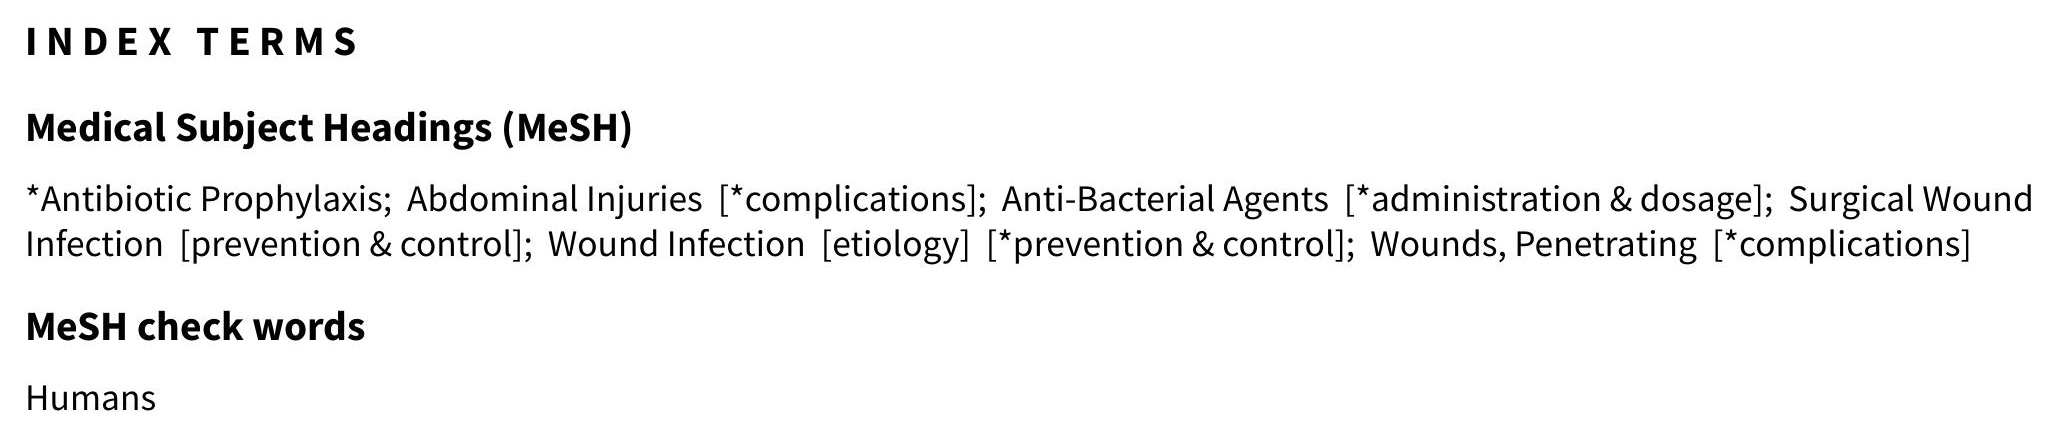 INDEX TERMS
Medical Subject Headings (MeSH)
*Antibiotic Prophylaxis; Abdominal Injuries [*complications]; Anti-Bacterial Agents [*administration & dosage]; Surgical Wound
Infection [prevention & control]; Wound Infection [etiology] [*prevention & control]; Wounds, Penetrating [*complications]
MeSH check words
Humans